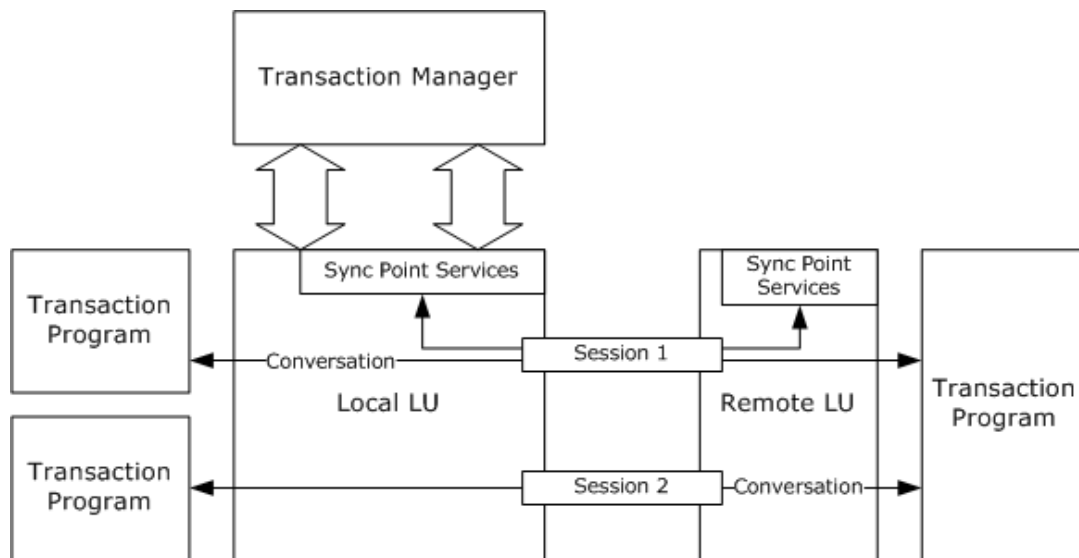 Transaction Manager
Sync Point Services
Sync Point
Services
Transaction
Program
Session 1
Conversation
Transaction
Program
Local LU
Remote LU
Transaction
Program
Session 2
Conversation